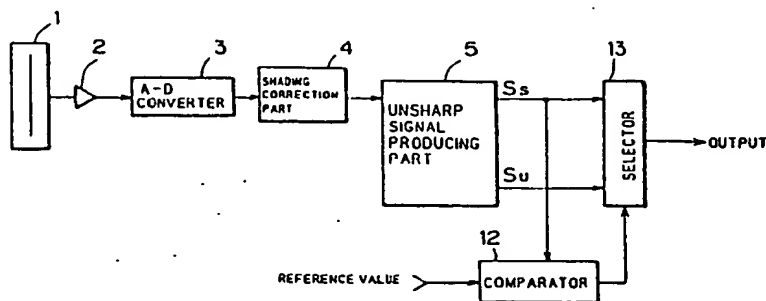 1
2
3
A-D
CONVERTER
4
SHADING
CORRECTION
PART
5
UNSHARP
SIGNAL
PRODUCING
PART
Ss
Su
13
SELECTOR
OUTPUT
12
COMPARATOR
REFERENCE VALUE